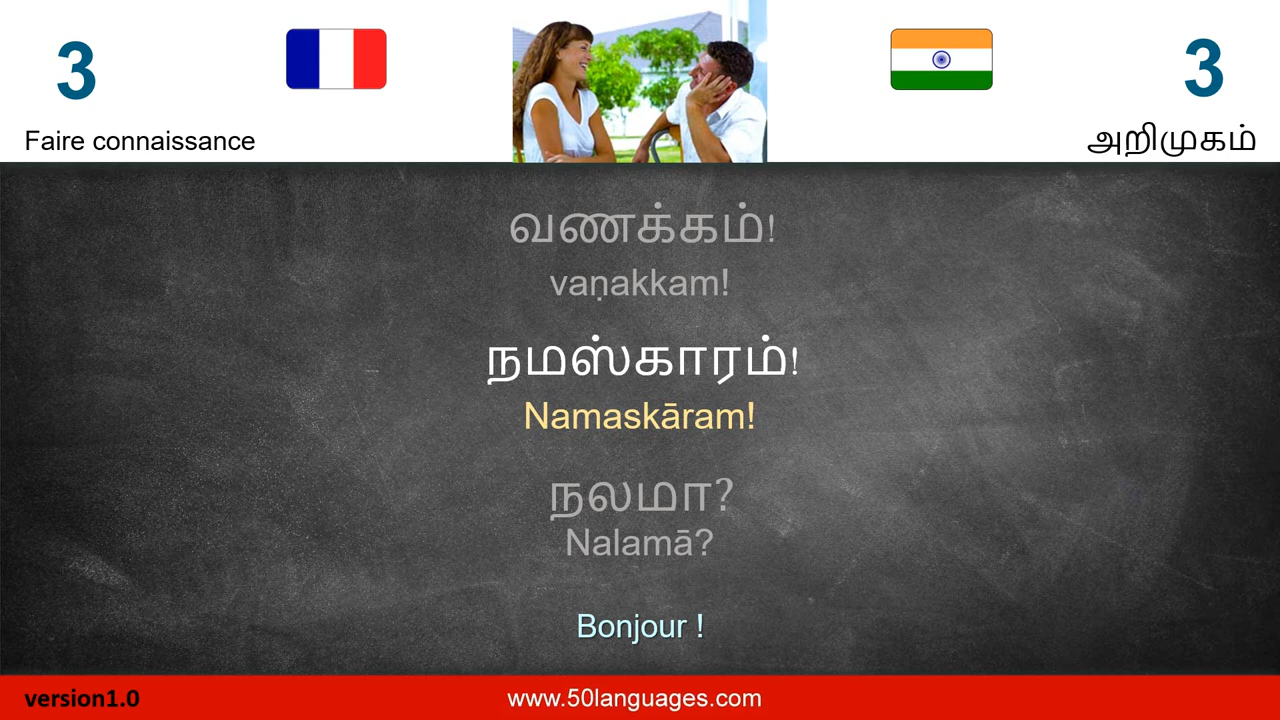 3
3
Faire connaissance
அறிமுகம்
வணக்கம்!
vaṇakkam!
நமஸ்காரம்!
Namaskāram!
நலமா?
Nalamā?
Bonjour !
version1.0
www.50languages.com